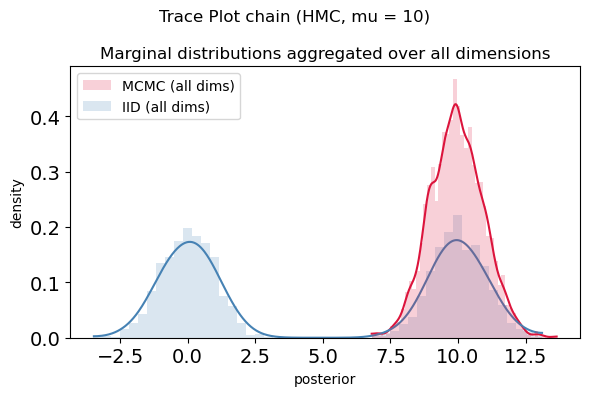 Trace Plot chain (HMC, mu = 10)
Marginal distributions aggregated over all dimensions
MCMC (all dims)
IID (all dims)
density
0.4
0.3
0.2
0.1
0.0
−2.5 0.0 2.5 5.0 7.5 10.0 12.5
posterior